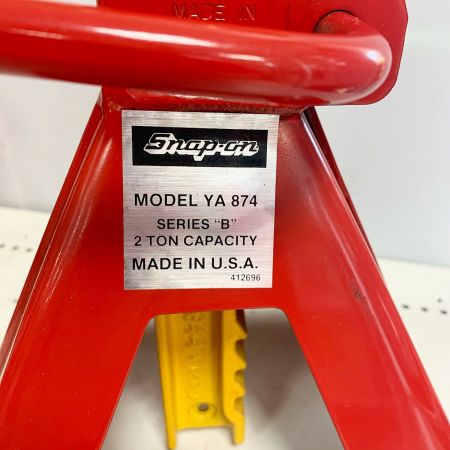 MADE IN
Snap-on
MODEL YA 874
SERIES "B"
2 TON CAPACITY
MADE IN U.S.A.
412696